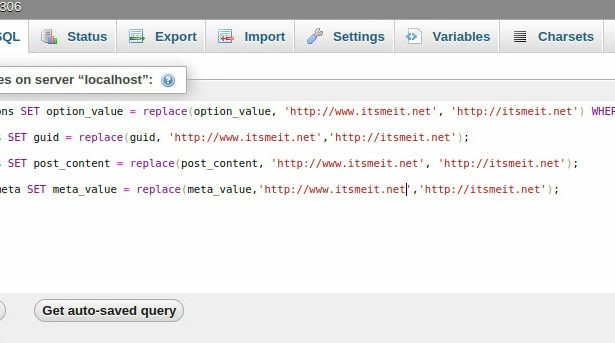 306
SQL Status Export Import Settings Variables Charsets
es on server “localhost”:
ons SET option_value = replace(option_value, 'http://www.itsmeit.net', 'http://itsmeit.net') WHER
s SET guid = replace(guid, 'http://www.itsmeit.net','http://itsmeit.net');
s SET post_content = replace(post_content, 'http://www.itsmeit.net', 'http://itsmeit.net');
meta SET meta_value = replace(meta_value,'http://www.itsmeit.net','http://itsmeit.net');
Get auto-saved query